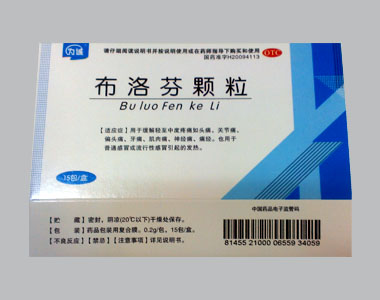 为诚
请仔细阅读说明书并按说明使用或在药师指导下购买和使用
国药准字H20094113
OTC
布洛芬颗粒
Bu luo Fen ke Li
【适应症】用于缓解轻至中度疼痛如头痛、关节痛、
偏头痛、牙痛、肌肉痛、神经痛、痛经。也用于
普通感冒或流行性感冒引起的发热。
15包/盒
中国药品电子监管码
【贮 藏】密封，阴凉(20℃以下)干燥处保存。
【包 装】药品包装用复合膜，0.2g/包，15包/盒。
【不良反应】【禁忌】【注意事项】详见说明书。
81455 21000 06559 34059